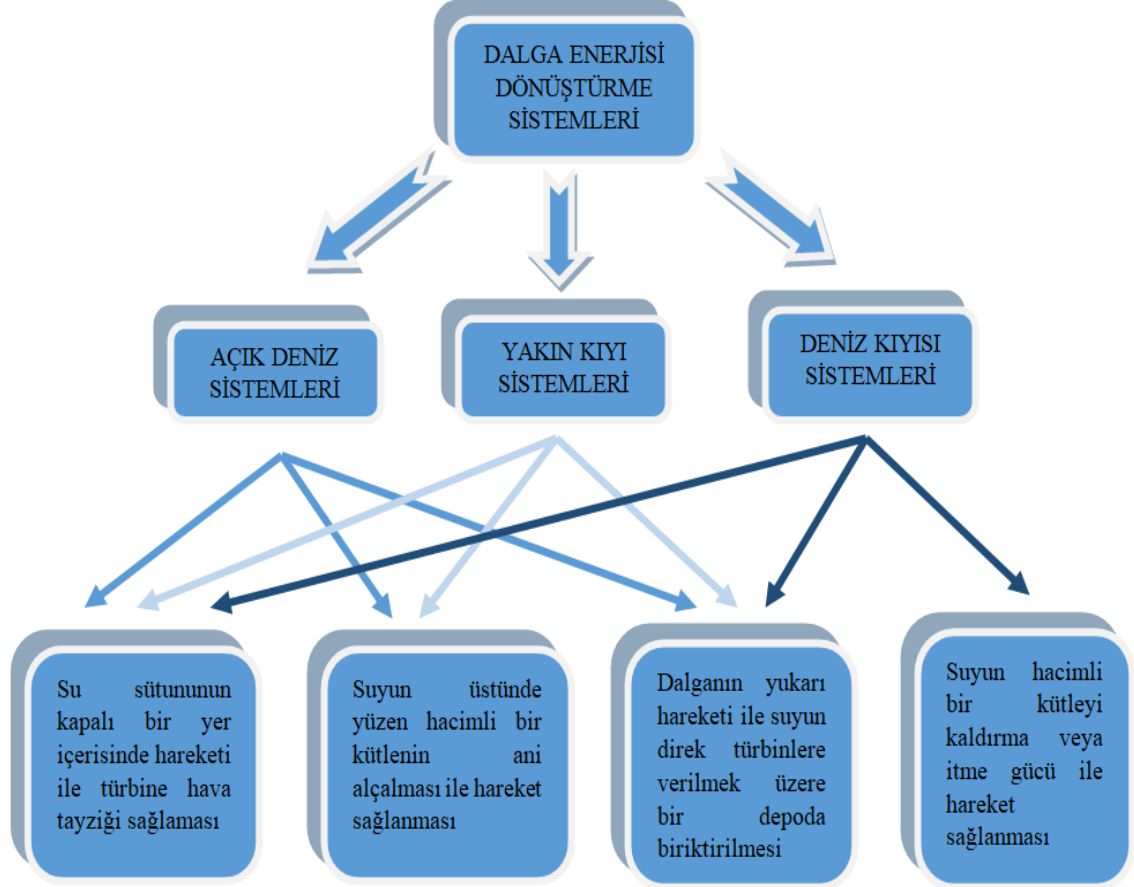 DALGA ENERJİSİ
DÖNÜŞTÜRME
SİSTEMLERİ
AÇIK DENİZ
SİSTEMLERİ
YAKIN KIYI
SİSTEMLERİ
DENİZ KIYISI
SİSTEMLERİ
Su sütununun
kapalı bir yer
içerisinde hareketi
ile türbine hava
tayziği sağlaması
Suyun üstünde
yüzen hacimli bir
kütlenin ani
alçalması ile hareket
sağlanması
Dalganın yukarı
hareketi ile suyun
direk türbinlere
verilmek üzere
bir depoda
biriktirilmesi
Suyun hacimli
bir kütleyi
kaldırma veya
itme gücü ile
hareket
sağlanması